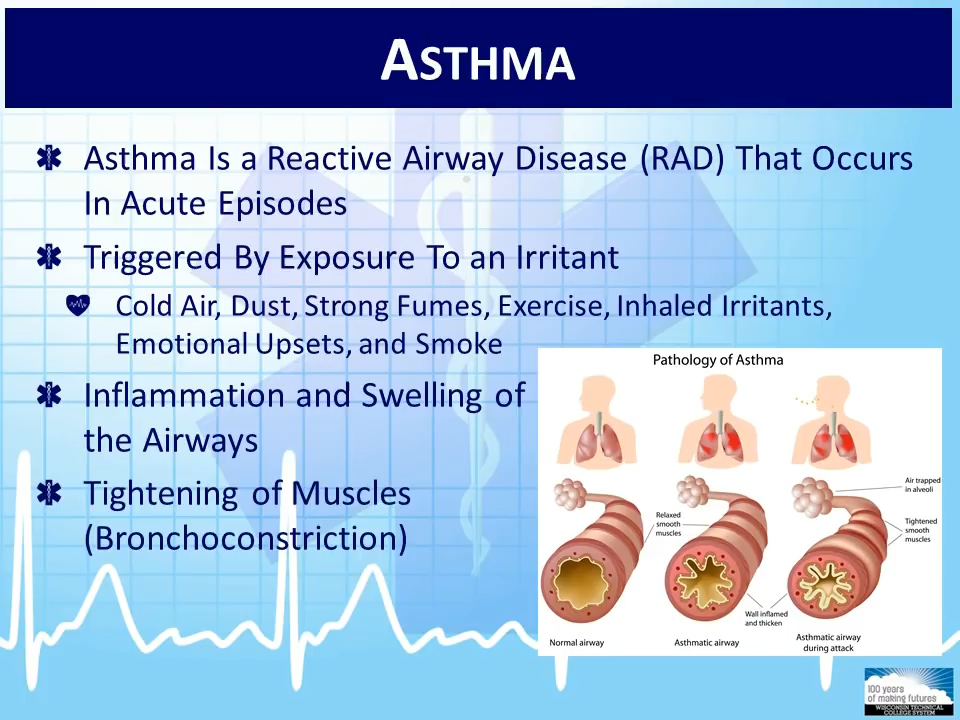 ASTHMA
Asthma Is a Reactive Airway Disease (RAD) That Occurs
In Acute Episodes
Triggered By Exposure To an Irritant
Cold Air, Dust, Strong Fumes, Exercise, Inhaled Irritants,
Emotional Upsets, and Smoke
Inflammation and Swelling of
the Airways
Tightening of Muscles
(Bronchoconstriction)
Pathology of Asthma
Air trapped
in alveoli
Relaxed
smooth
muscles
Tightened
smooth
muscles
Wall inflamed
and thicken
Normal airway
Asthmatic airway
Asthmatic airway
during attack
100 years
of making futures
WISCONSIN TECHNICAL
COLLEGE SYSTEM